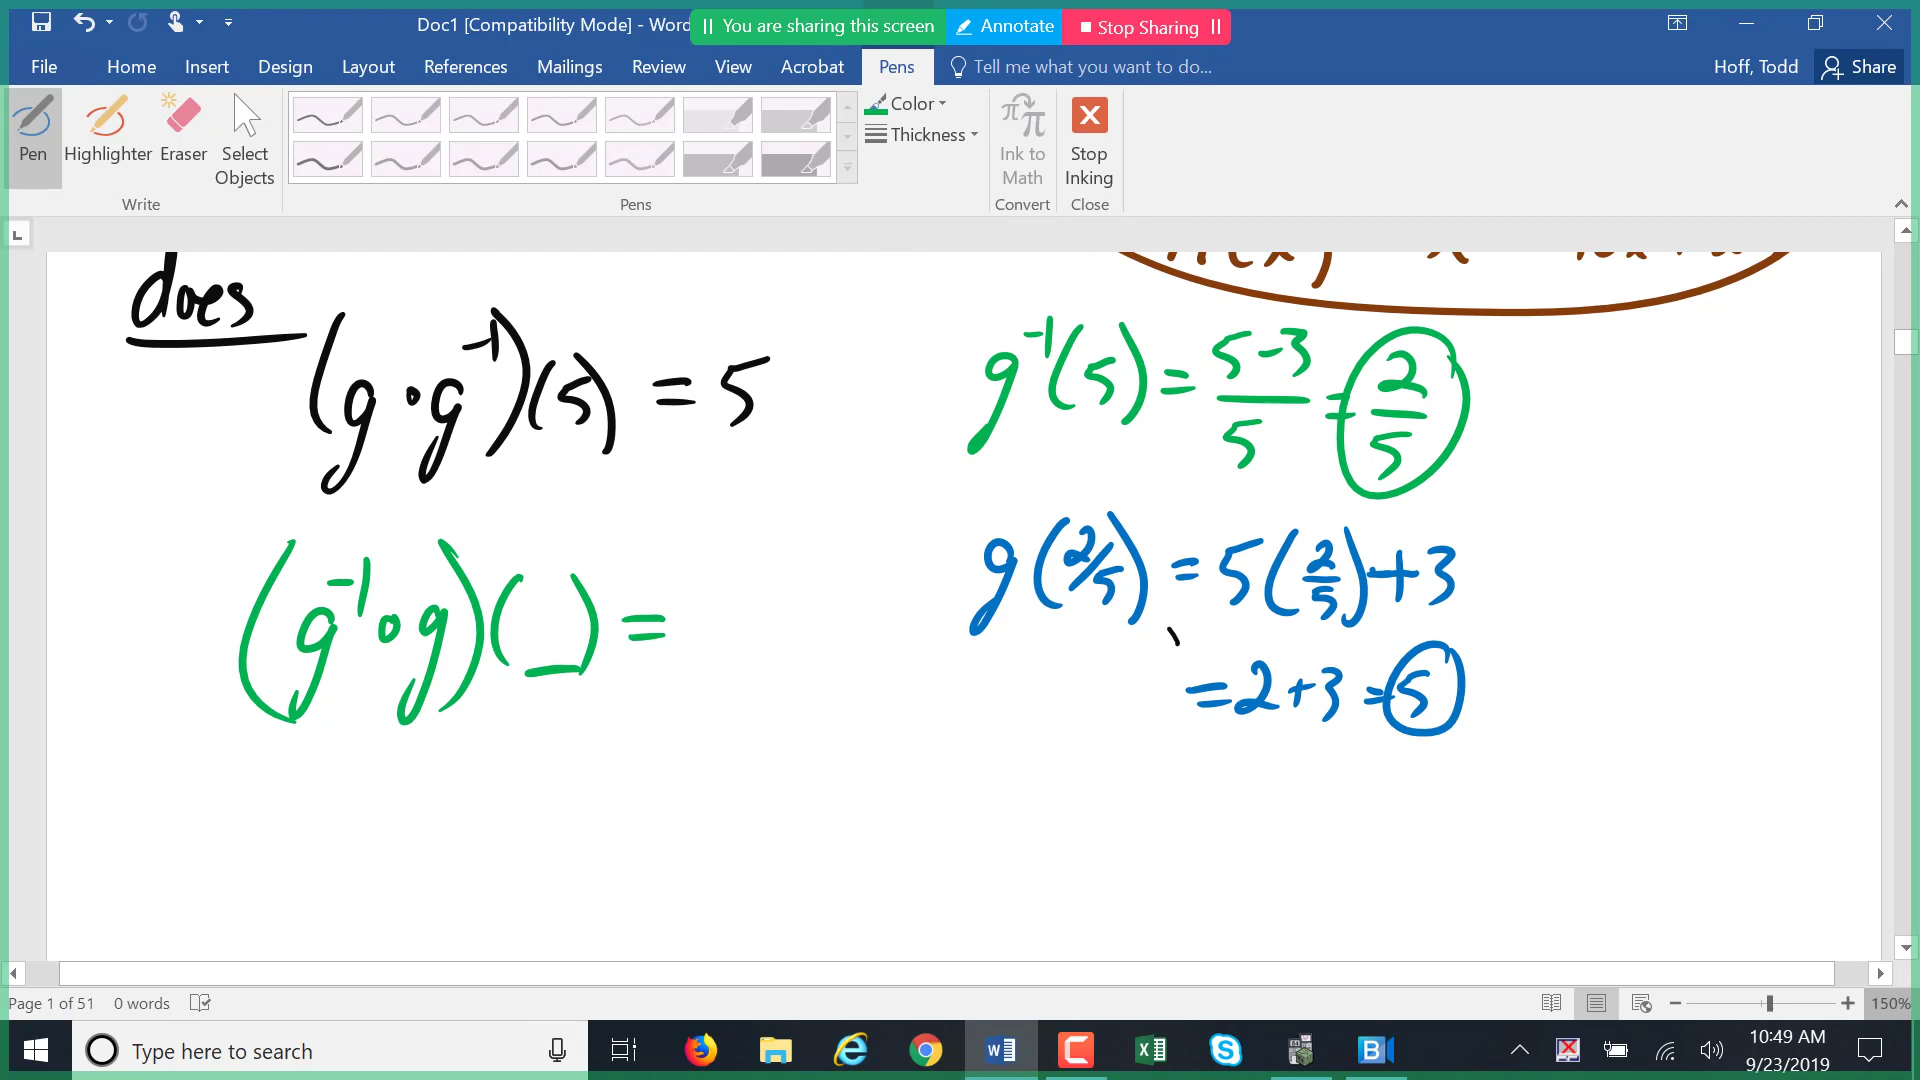 Doc1 [Compatibility Mode] - Word
You are sharing this screen
Annotate
Stop Sharing
File Home Insert Design Layout References Mailings Review View Acrobat Pens Tell me what you want to do... Hoff, Todd Share
Pen Highlighter Eraser Select Objects
Write
Pens
Color
Thickness
Ink to Math
Convert
Stop Inking
Close
does
(g∘g⁻¹)(5) = 5
g⁻¹(5) = (5-3)/5 = 2/5
(g⁻¹∘g)(_) =
g(2/5) = 5(2/5)+3
=2+3=5
Page 1 of 51 0 words
150%
Type here to search
10:49 AM
9/23/2019